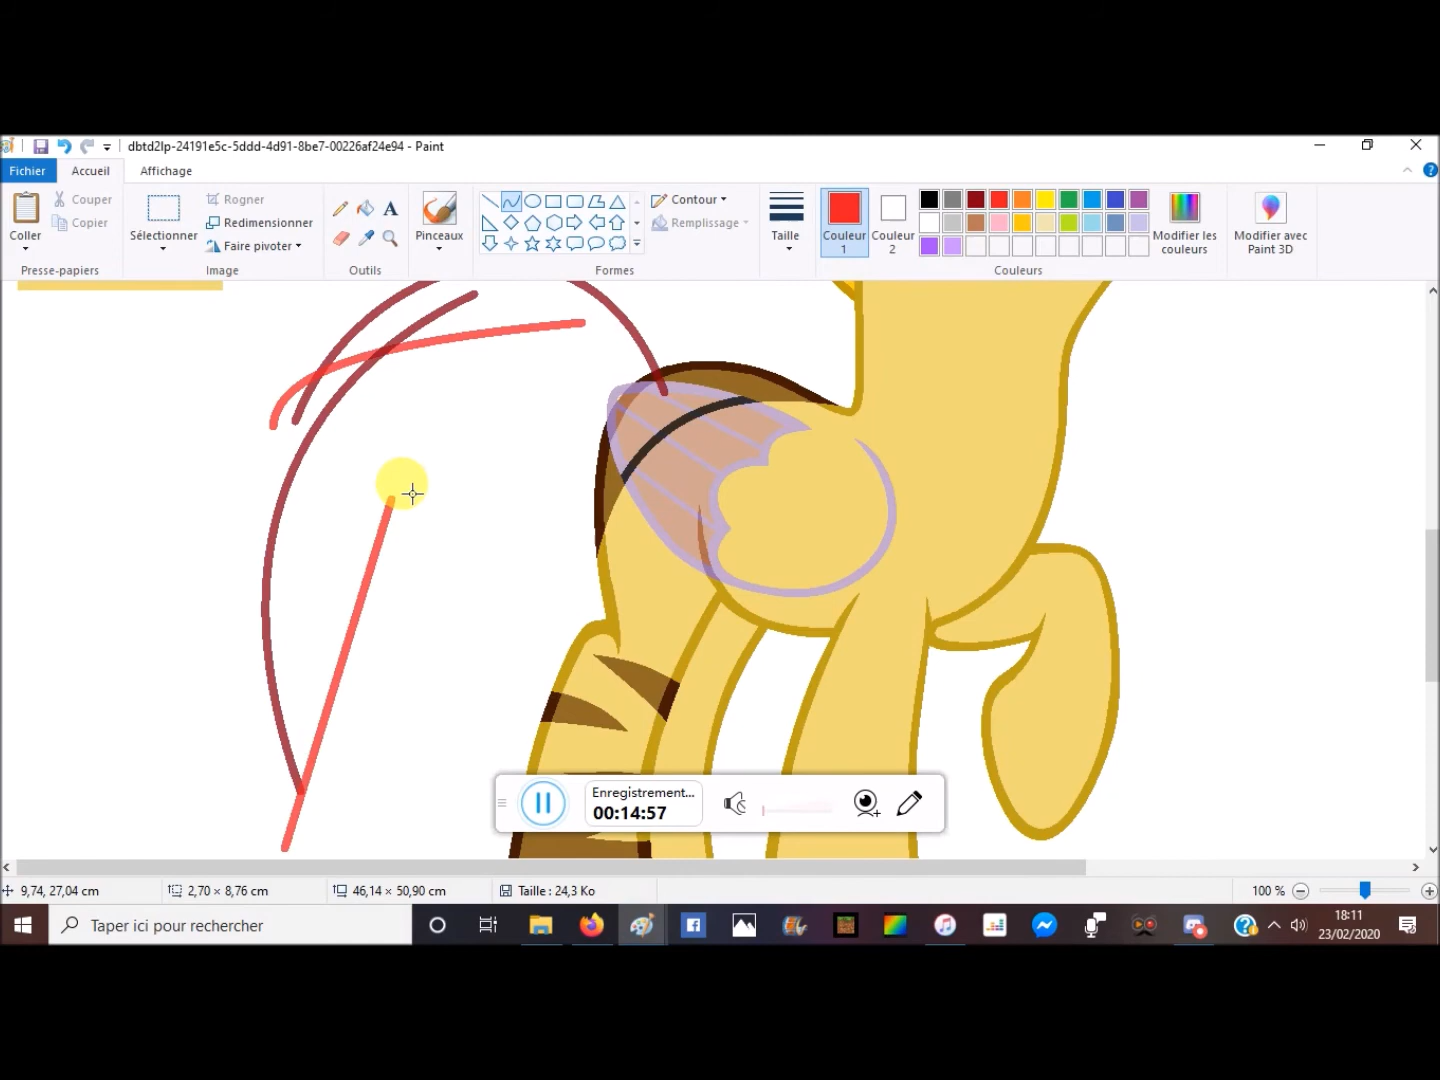 dbtd2lp-24191e5c-5ddd-4d91-8be7-00226af24e94 - Paint
Fichier Accueil Affichage
Coller
Couper
Copier
Presse-papiers
Sélectionner
Rogner
Redimensionner
Faire pivoter
Image
A
Outils
Pinceaux
Contour
Remplissage
Formes
Taille
Couleur
1
Couleur
2
Modifier les
couleurs
Couleurs
Modifier avec
Paint 3D
Enregistrement...
00:14:57
9,74, 27,04 cm 2,70 × 8,76 cm 46,14 × 50,90 cm Taille : 24,3 Ko 100 %
Taper ici pour rechercher
18:11
23/02/2020